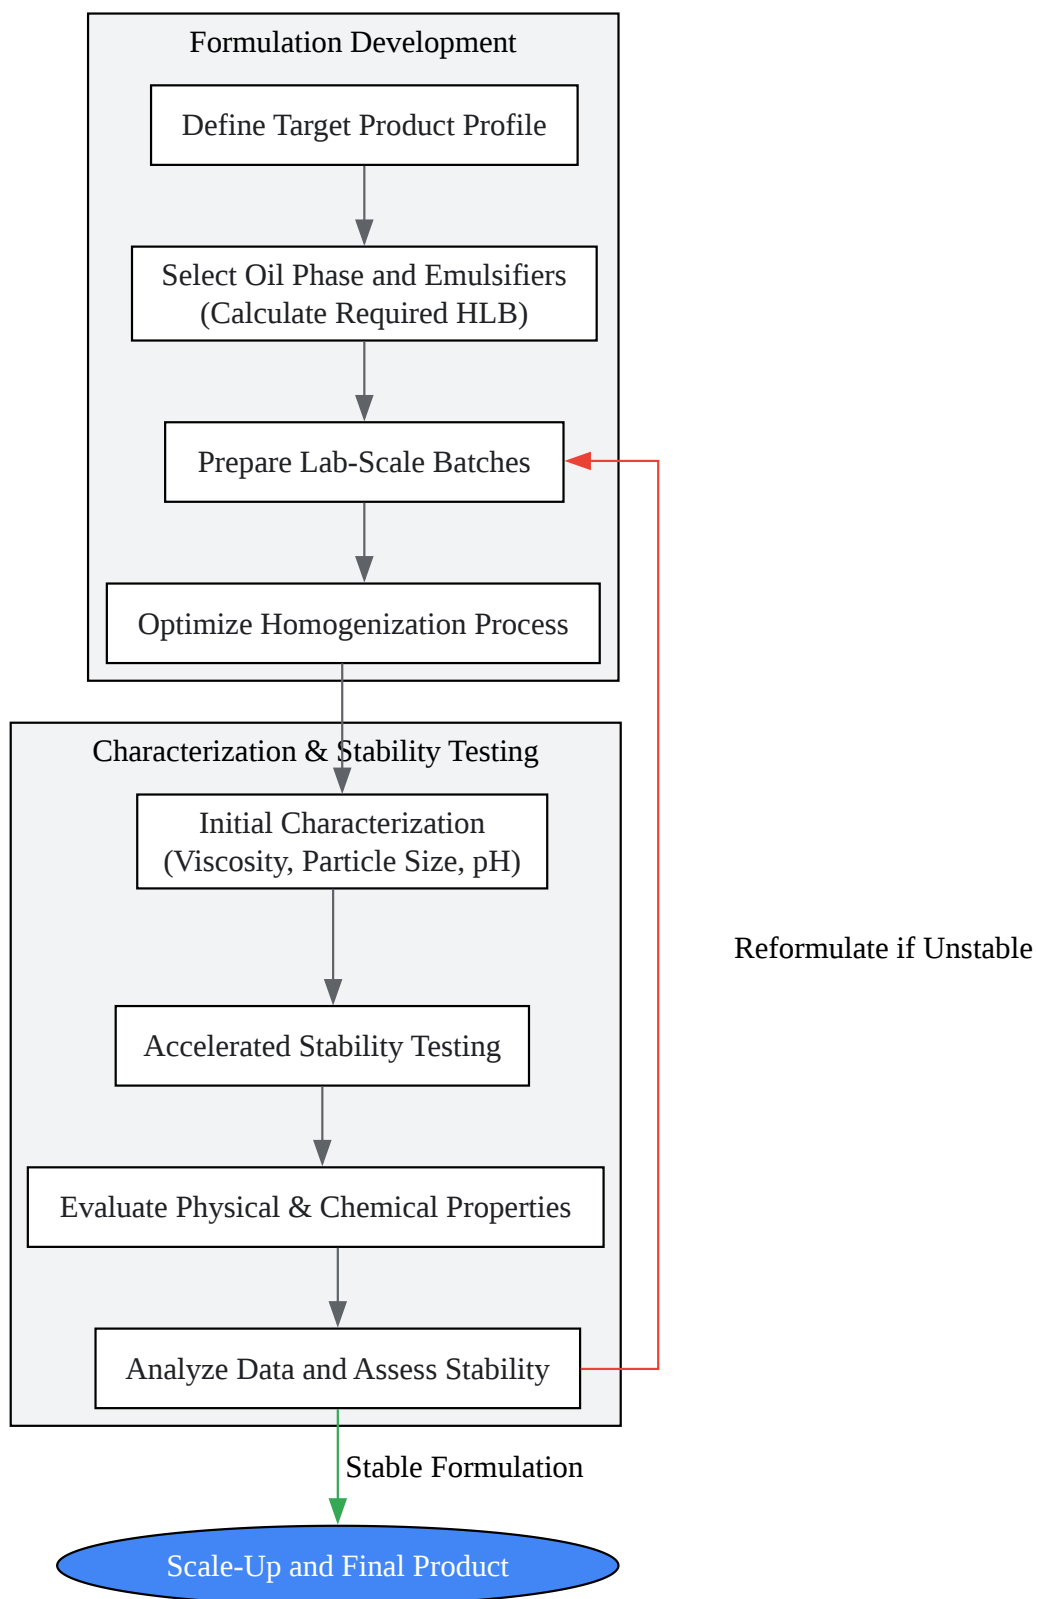 Formulation Development
Define Target Product Profile
Select Oil Phase and Emulsifiers
(Calculate Required HLB)
Prepare Lab-Scale Batches
Optimize Homogenization Process
Characterization & Stability Testing
Initial Characterization
(Viscosity, Particle Size, pH)
Reformulate if Unstable
Accelerated Stability Testing
Evaluate Physical & Chemical Properties
Analyze Data and Assess Stability
Stable Formulation
Scale-Up and Final Product